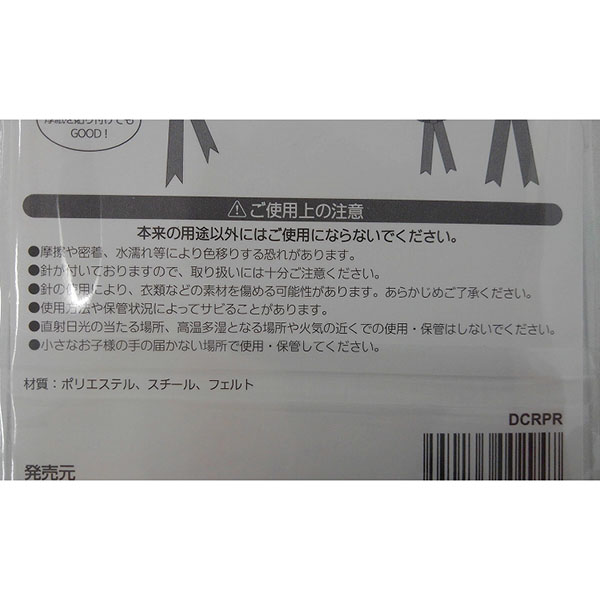 厚紙を貼り付けても
GOOD!
⚠ご使用上の注意
本来の用途以外にはご使用にならないでください。
●摩擦や密着、水濡れ等により色移りする恐れがあります。
●針が付いておりますので、取り扱いには十分ご注意ください。
●針の使用により、衣類などの素材を傷める可能性があります。あらかじめご了承ください。
●使用方法や保管状況によってサビることがあります。
●直射日光の当たる場所、高温多湿となる場所や火気の近くでの使用・保管はしないでください。
●小さなお子様の手の届かない場所で使用・保管してください。
材質：ポリエステル、スチール、フェルト
DCRPR
発売元